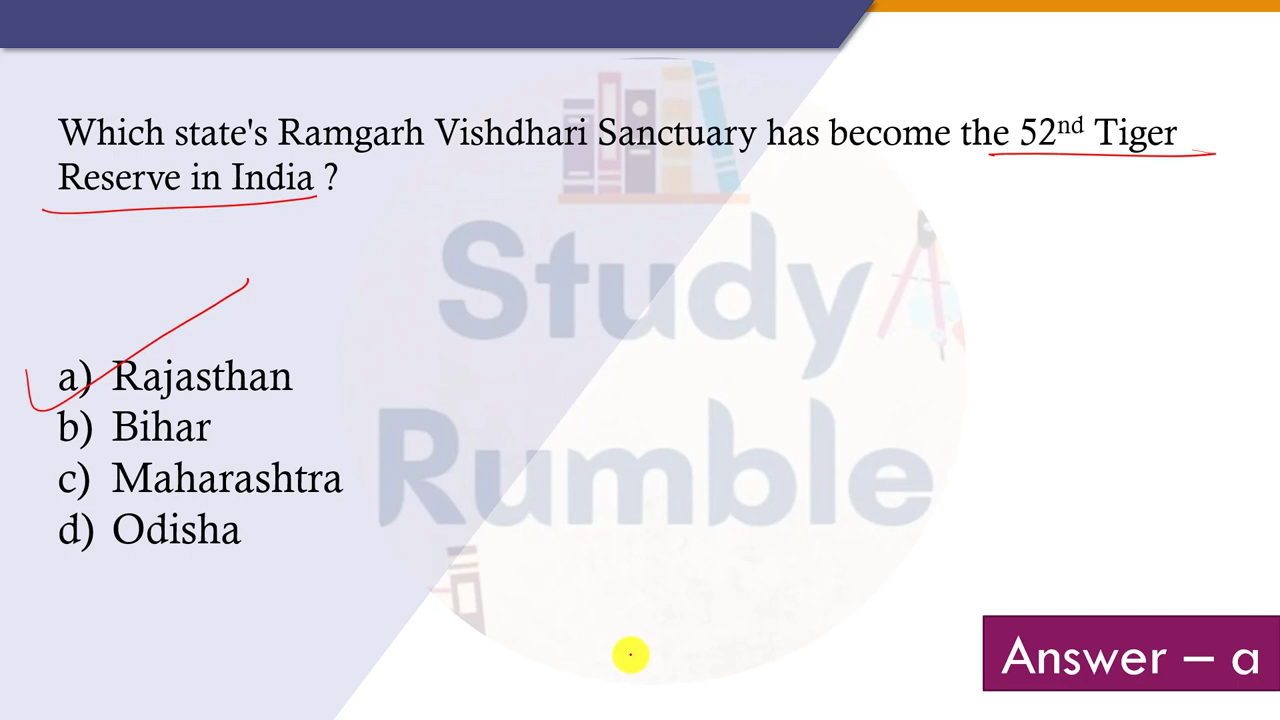 Which state's Ramgarh Vishdhari Sanctuary has become the 52nd Tiger
Reserve in India ?
Study
Rumble
a) Rajasthan
b) Bihar
c) Maharashtra
d) Odisha
Answer – a